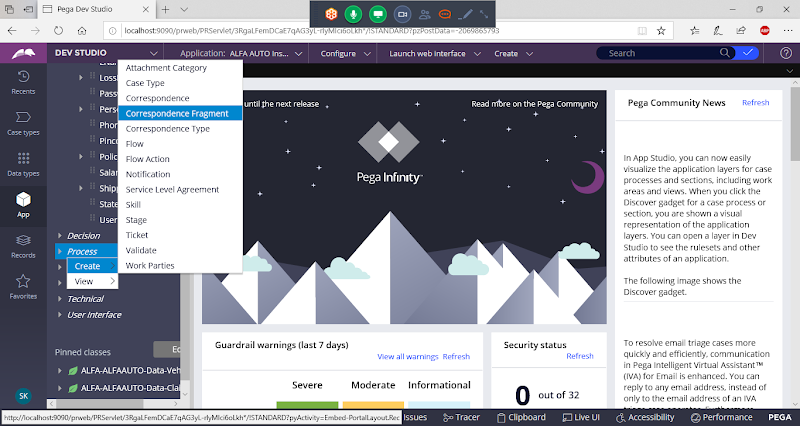 Pega Dev Studio
localhost:9090/prweb/PRServlet/3RgaLFemDCaE7qAG3yL-rlyMIci6oLkh*/!STANDARD?pzPostData=-2069865793
DEV STUDIO
Application: ALFA AUTO Ins...
Configure
Launch web Interface
Create
Search
Recents
Case types
Data types
App
Records
Favorites
SK
Perso
Phon
Pinco
Polic
Salar
Shipp
State
User
Decision
Process
Technical
User Interface
Create
View
Attachment Category
Case Type
Correspondence
Correspondence Fragment
Correspondence Type
Flow
Flow Action
Notification
Service Level Agreement
Skill
Stage
Ticket
Validate
Work Parties
Pinned classes
ALFA-ALFAAUTO-Data-Veh
ALFA-ALFAAUTO-Data-Clai
until the next release
Read more on the Pega Community
Pega Infinity™
Guardrail warnings (last 7 days)
View all warnings Refresh
Severe Moderate Informational
Security status
Refresh
0 out of 32
Pega Community News
Refresh
In App Studio, you can now easily
visualize the application layers for case
processes and sections, including work
areas and views. When you click the
Discover gadget for a case process or
section, you are shown a visual
representation of the application
layers. You can open a layer in Dev
Studio to see the rulesets and other
attributes of an application.
The following image shows the
Discover gadget.
To resolve email triage cases more
quickly and efficiently, communication
in Pega Intelligent Virtual Assistant™
(IVA) for Email is enhanced. You can
reply to any email address, instead of
only to the email address of an IVA
http://localhost:9090/prweb/PRServlet/3RgaLFemDCaE7qAG3yL-rlyMIci6oLkh*/!STANDARD?pyActivity=Embed-PortalLayout.Rec
Issues
Tracer
Clipboard
Live UI
Accessibility
Performance
PEGA